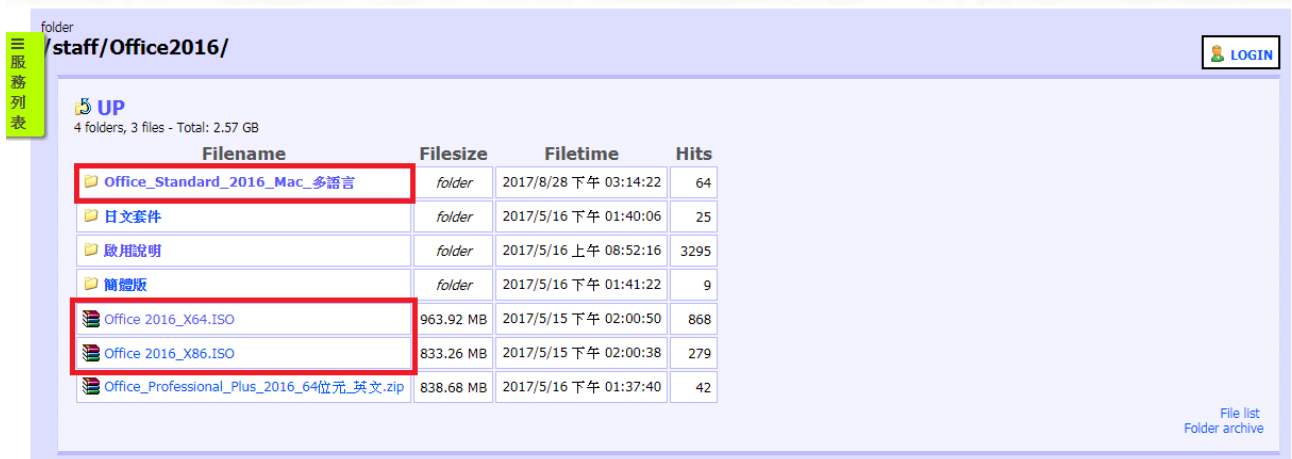 folder
/staff/Office2016/
☰
服
務
列
表
LOGIN
UP
4 folders, 3 files - Total: 2.57 GB
Filename Filesize Filetime Hits
Office_Standard_2016_Mac_多語言 folder 2017/8/28 下午 03:14:22 64
日文套件 folder 2017/5/16 下午 01:40:06 25
啟用說明 folder 2017/5/16 上午 08:52:16 3295
簡體版 folder 2017/5/16 下午 01:41:22 9
Office 2016_X64.ISO 963.92 MB 2017/5/15 下午 02:00:50 868
Office 2016_X86.ISO 833.26 MB 2017/5/15 下午 02:00:38 279
Office_Professional_Plus_2016_64位元_英文.zip 838.68 MB 2017/5/16 下午 01:37:40 42
File list
Folder archive